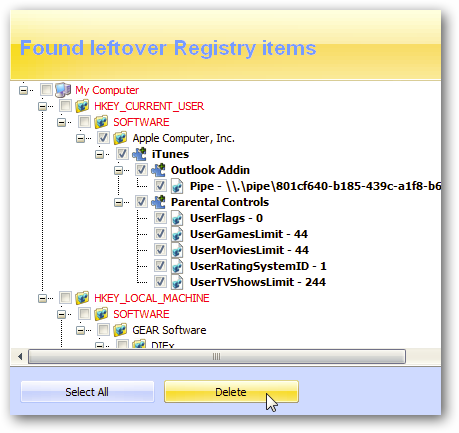 Found leftover Registry items
My Computer
HKEY_CURRENT_USER
SOFTWARE
Apple Computer, Inc.
iTunes
Outlook Addin
Pipe - \\.\pipe\801cf640-b185-439c-a1f8-b6
Parental Controls
UserFlags - 0
UserGamesLimit - 44
UserMoviesLimit - 44
UserRatingSystemID - 1
UserTVShowsLimit - 244
HKEY_LOCAL_MACHINE
SOFTWARE
GEAR Software
DIFx
Select All Delete